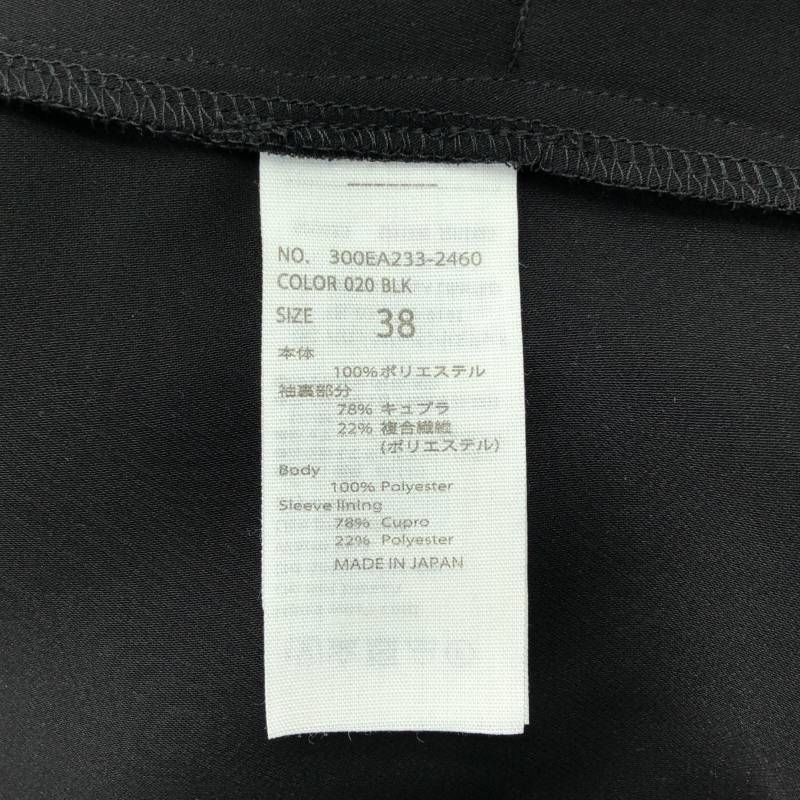 NO. 300EA233-2460
COLOR 020 BLK
SIZE 38
本体
100%ポリエステル
袖裏部分
78% キュプラ
22% 複合繊維
(ポリエステル)
Body
100% Polyester
Sleeve lining
78% Cupro
22% Polyester
MADE IN JAPAN